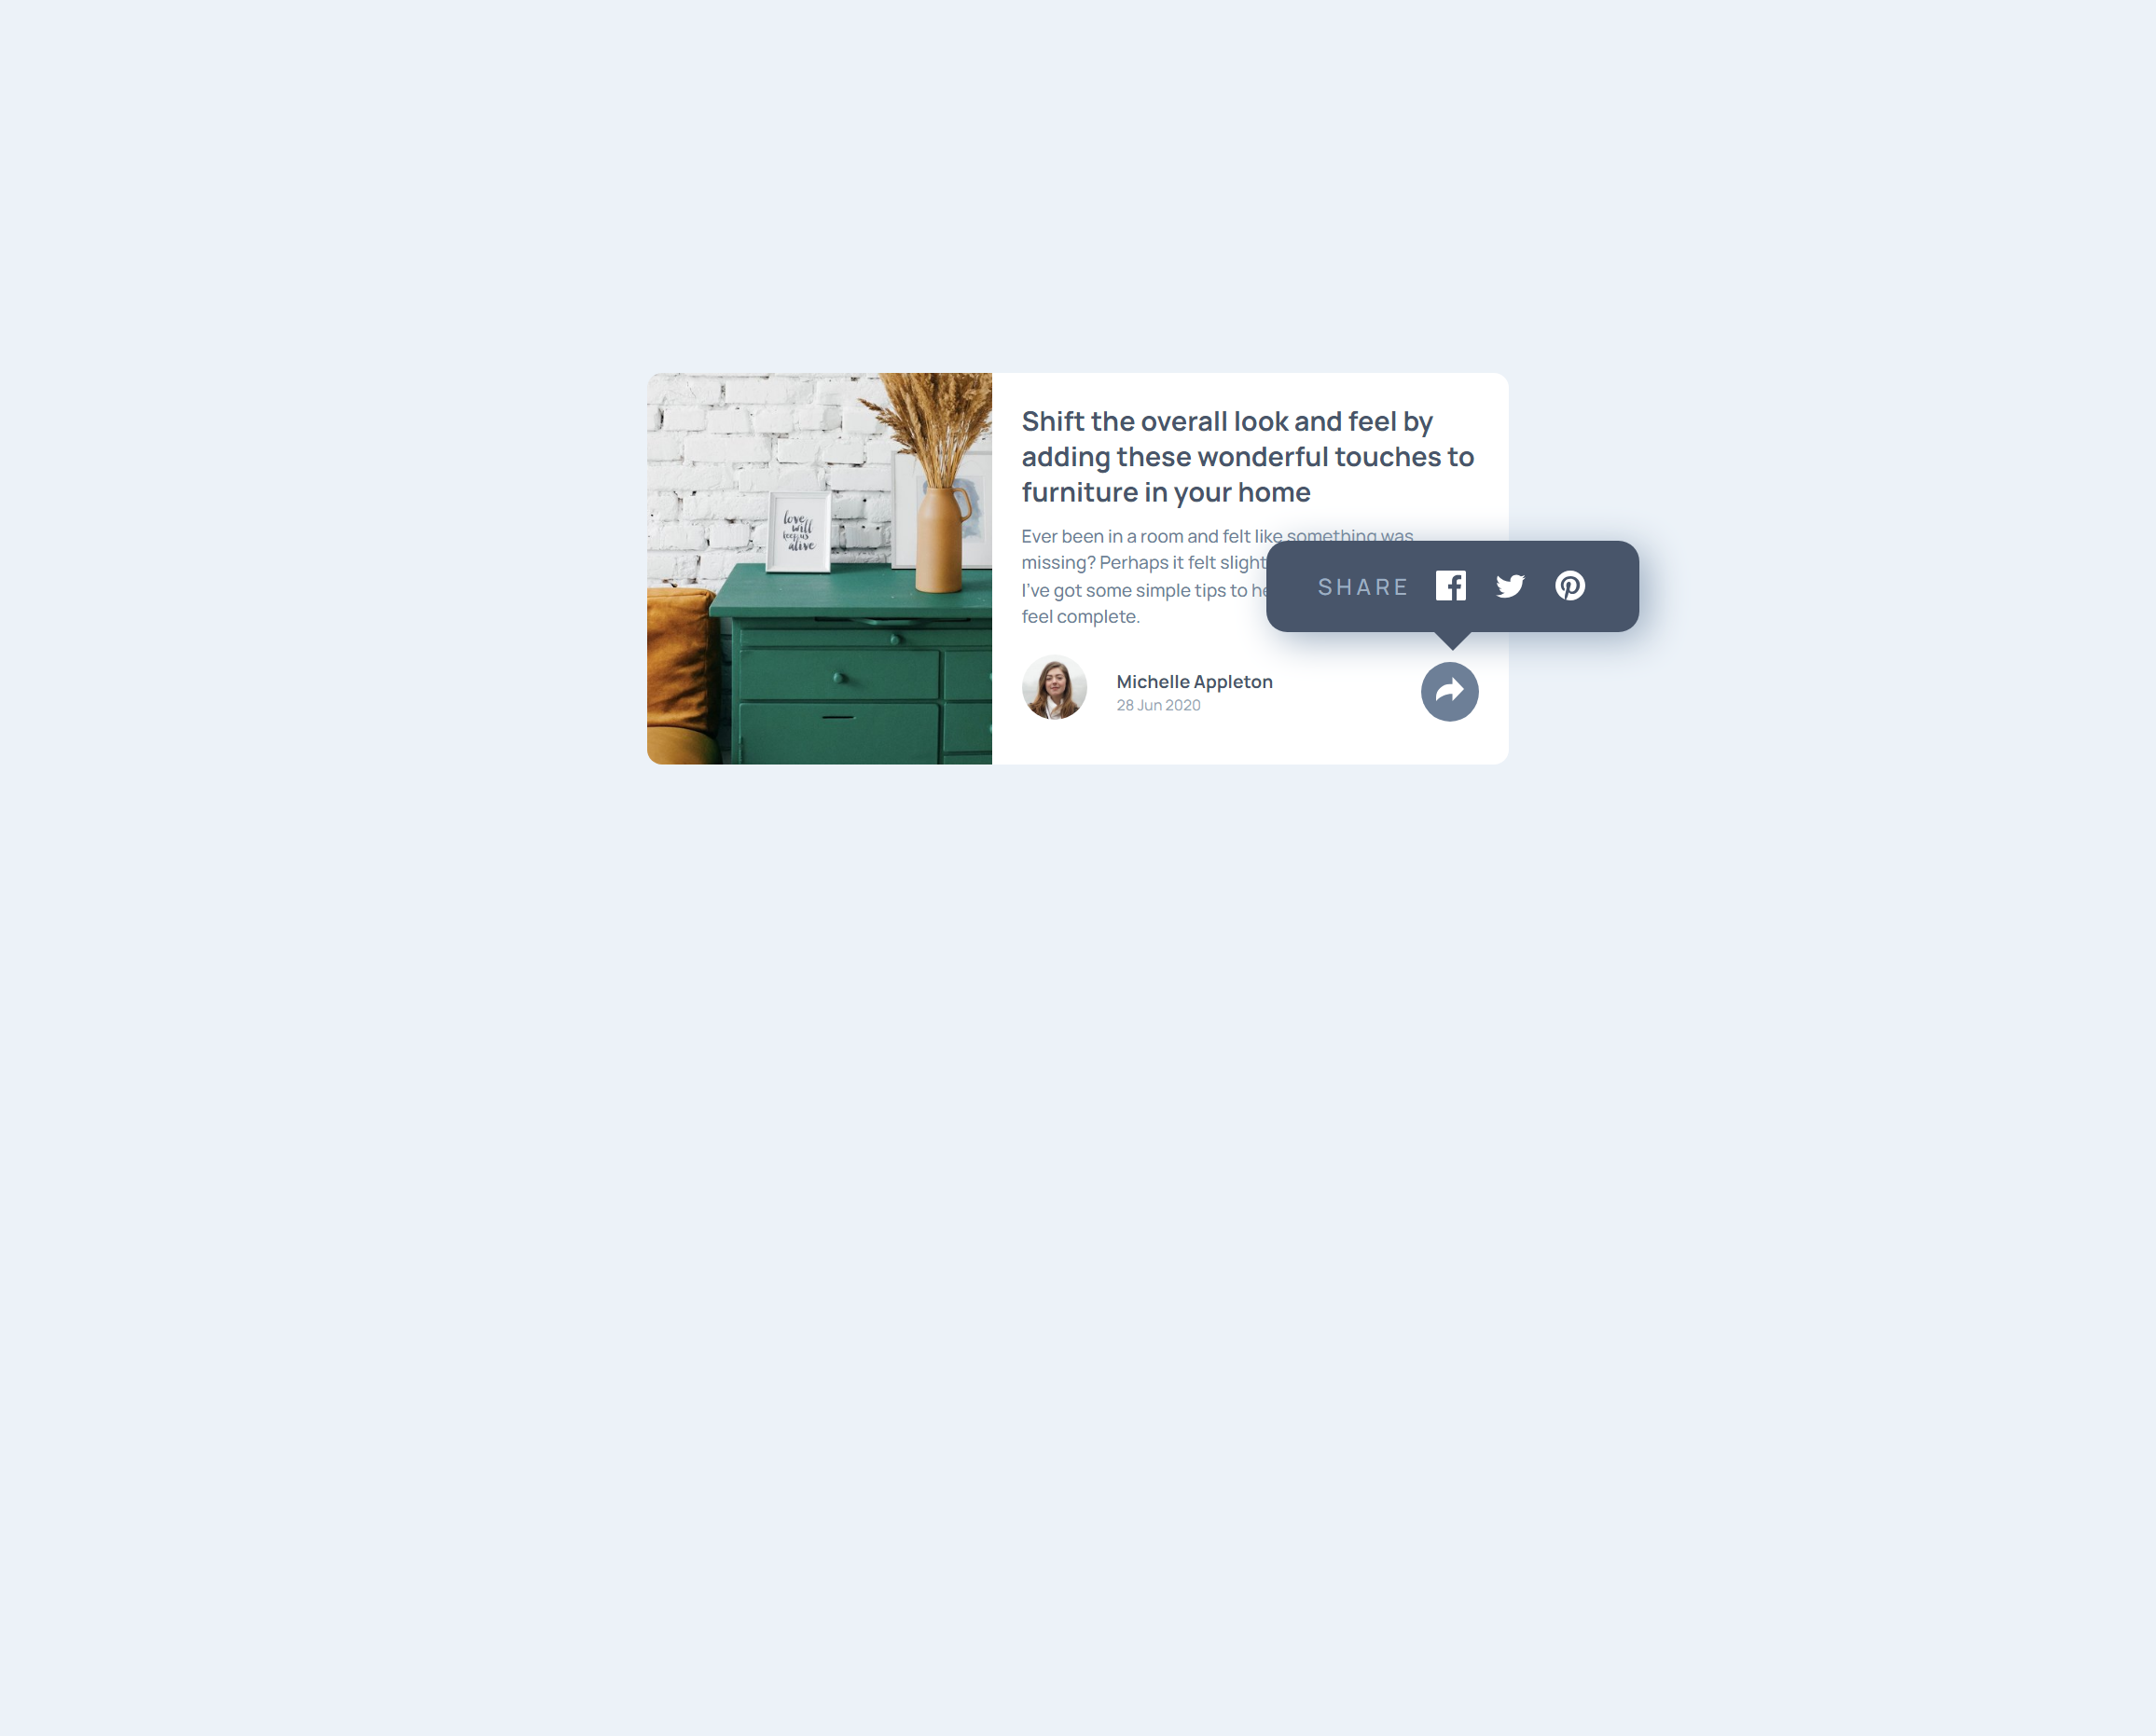 Shift the overall look and feel by
adding these wonderful touches to
furniture in your home
Ever been in a room and felt like something was
missing? Perhaps it felt slight
I've got some simple tips to he
feel complete.
SHARE
Michelle Appleton
28 Jun 2020
love
will
keep us
alive